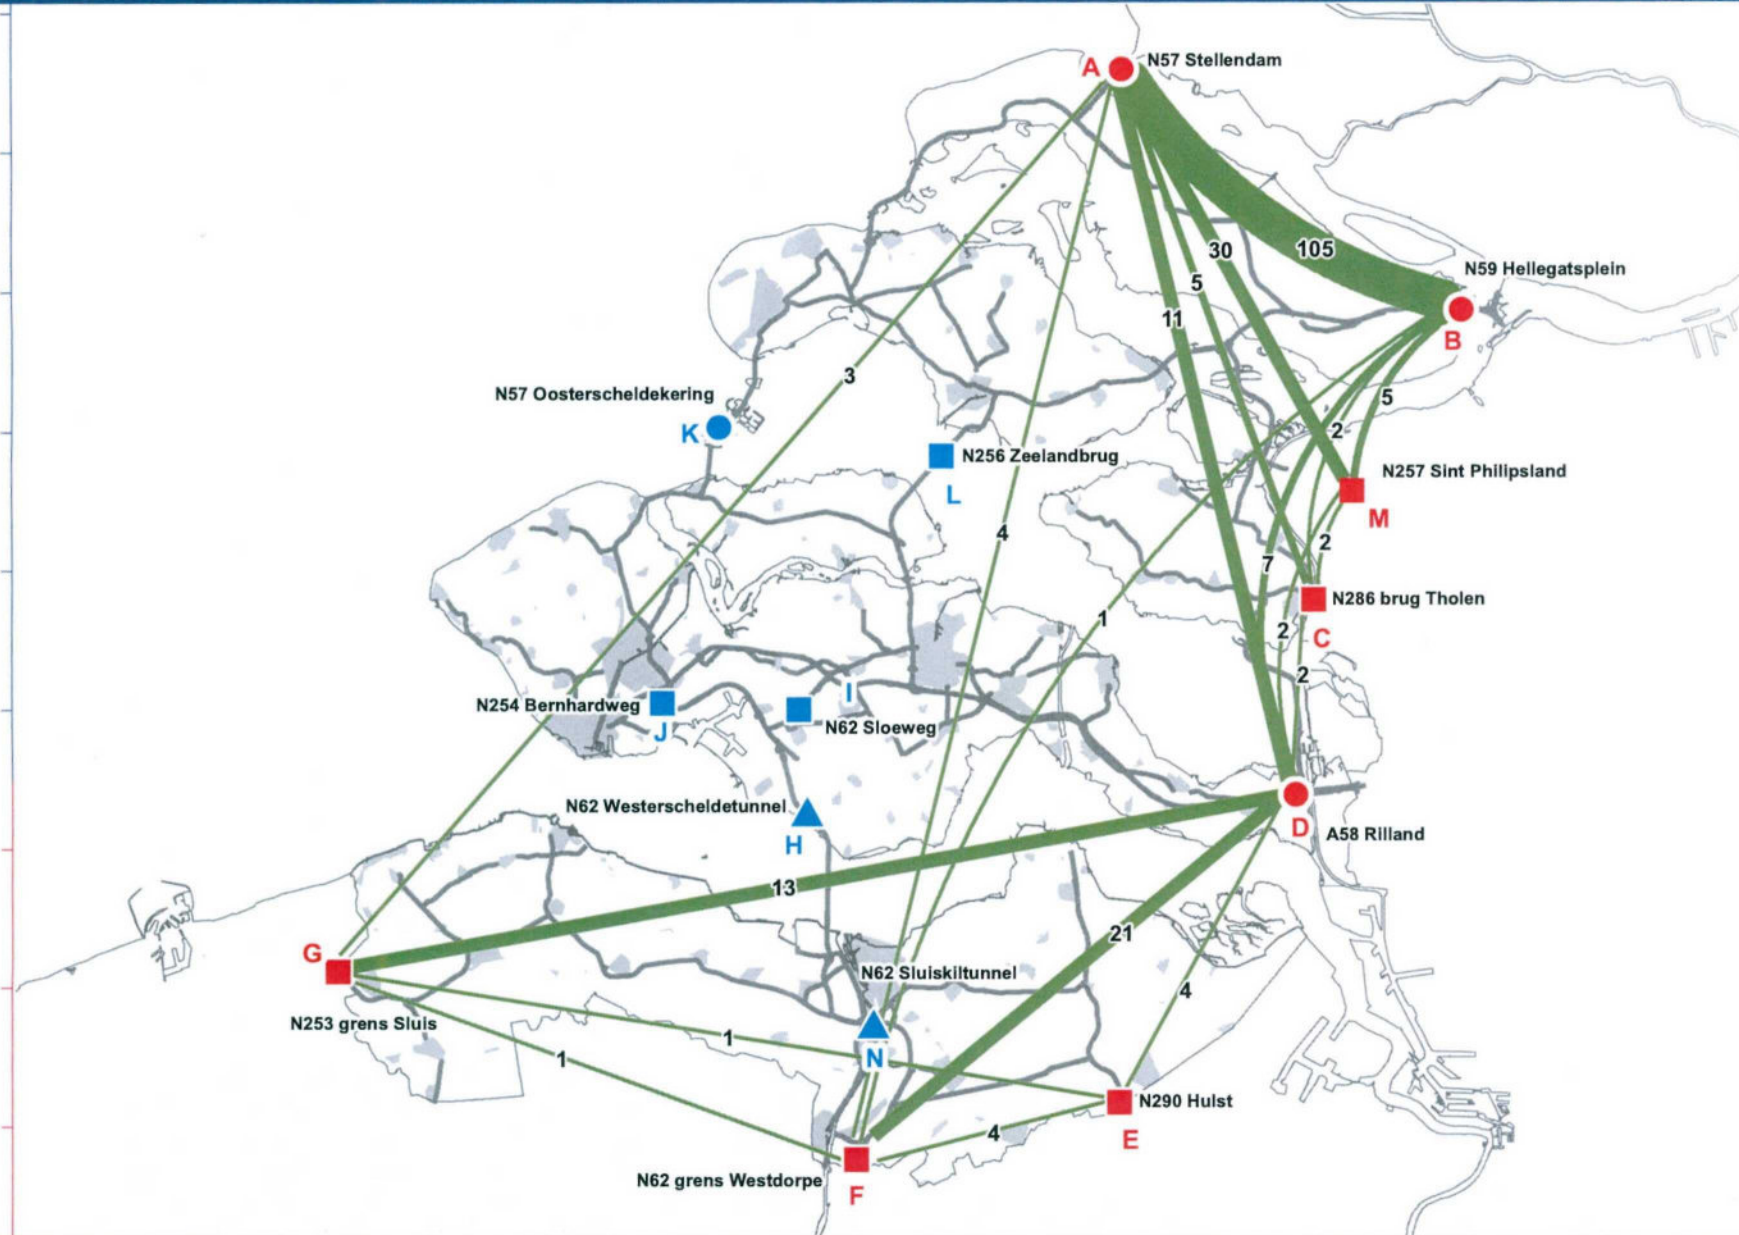 A
N57 Stellendam
30
105
N59 Hellegatsplein
5
11
B
3
N57 Oosterscheldekering
5
K
2
N256 Zeelandbrug
N257 Sint Philipsland
L
M
4
2
7
N286 brug Tholen
1
2
C
2
I
N254 Bernhardweg
J
N62 Sloeweg
N62 Westerscheldetunnel
D
A58 Rilland
H
13
21
G
N62 Sluiskiltunnel
4
N253 grens Sluis
1
1
N
N290 Hulst
4
E
N62 grens Westdorpe
F